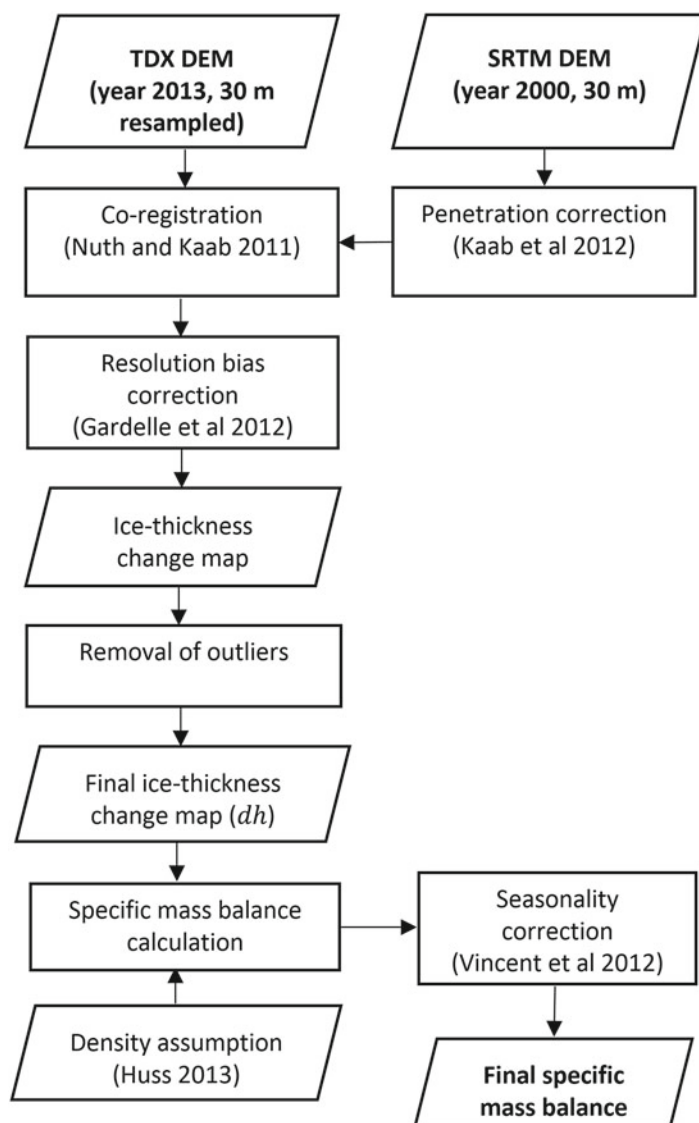 TDX DEM
(year 2013, 30 m
resampled)
SRTM DEM
(year 2000, 30 m)
Co-registration
(Nuth and Kaab 2011)
Penetration correction
(Kaab et al 2012)
Resolution bias
correction
(Gardelle et al 2012)
Ice-thickness
change map
Removal of outliers
Final ice-thickness
change map (dh)
Specific mass balance
calculation
Seasonality
correction
(Vincent et al 2012)
Density assumption
(Huss 2013)
Final specific
mass balance